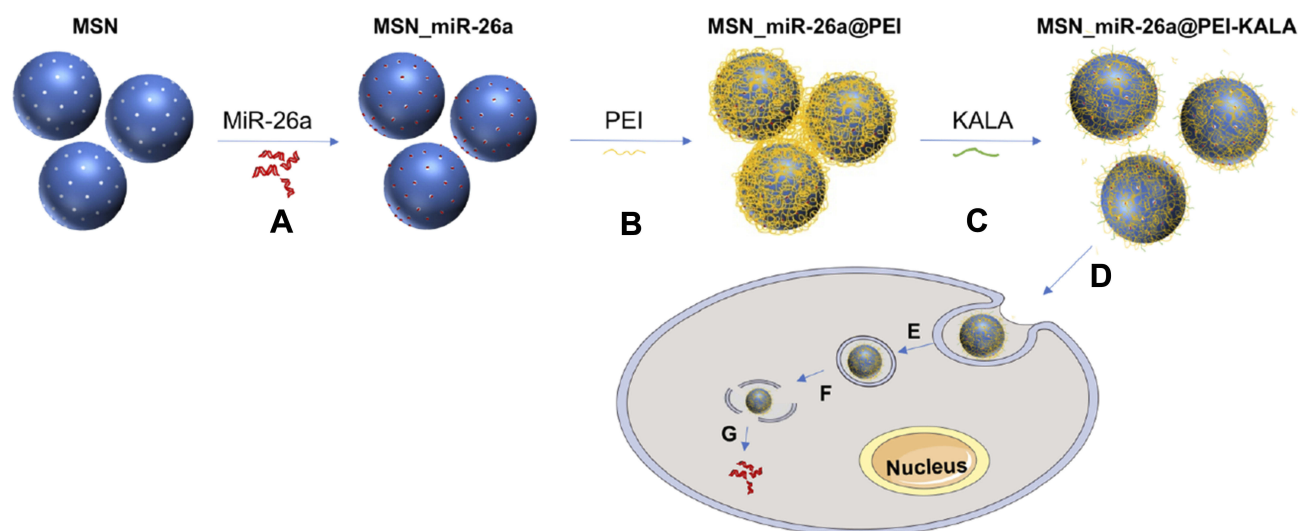 MSN
MSN_miR-26a
MSN_miR-26a@PEI
MSN_miR-26a@PEI-KALA
MiR-26a
PEI
KALA
A
B
C
D
E
F
G
Nucleus